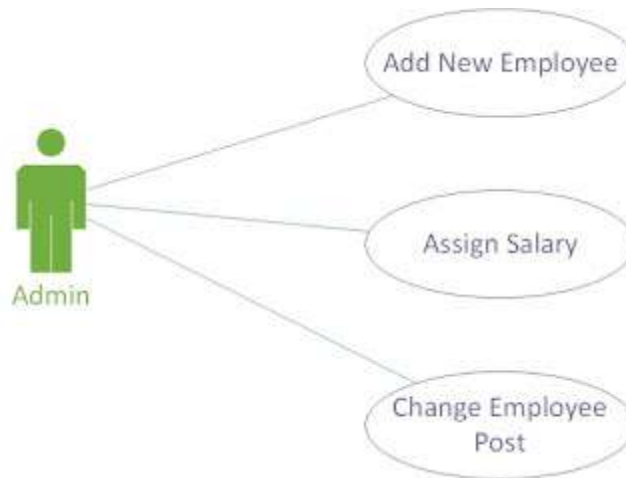 Add New Employee
Assign Salary
Admin
Change Employee
Post